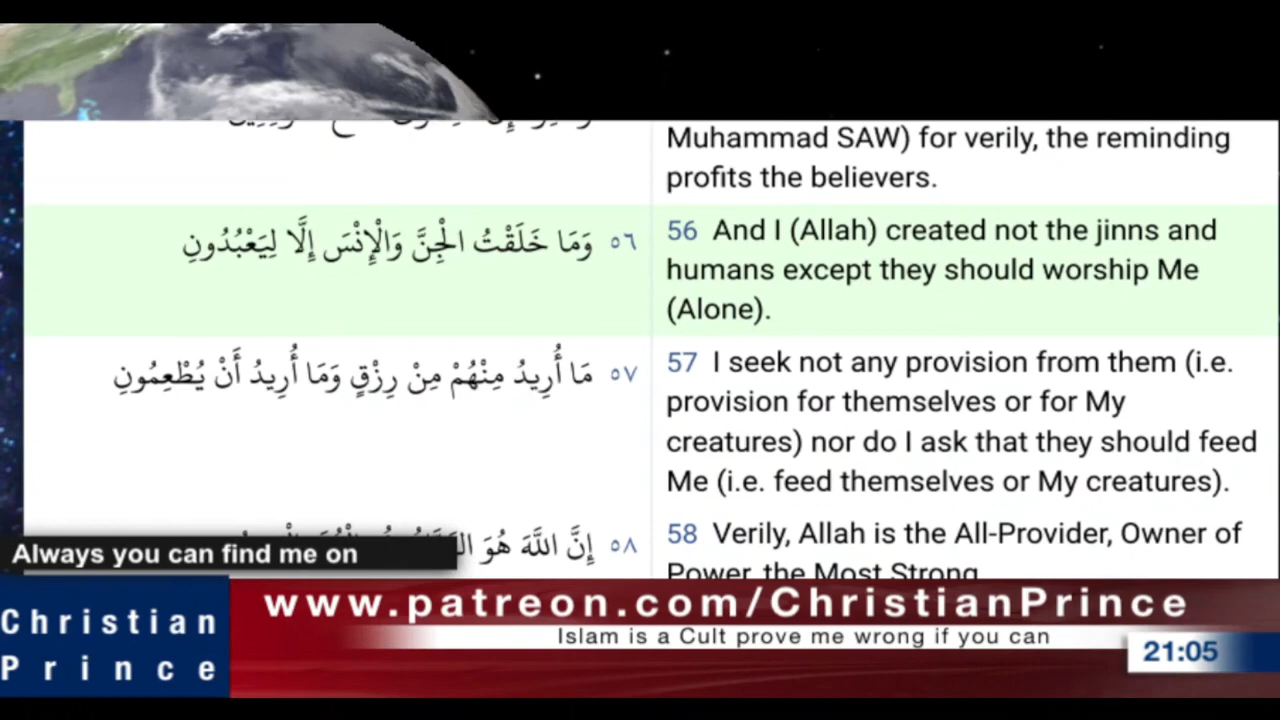 Muhammad SAW) for verily, the reminding
profits the believers.
وَمَا خَلَقْتُ الْجِنَّ وَالْإِنْسَ إِلَّا لِيَعْبُدُونِ ٥٦
56 And I (Allah) created not the jinns and
humans except they should worship Me
(Alone).
مَا أُرِيدُ مِنْهُمْ مِنْ رِزْقٍ وَمَا أُرِيدُ أَنْ يُطْعِمُونِ ٥٧
57 I seek not any provision from them (i.e.
provision for themselves or for My
creatures) nor do I ask that they should feed
Me (i.e. feed themselves or My creatures).
إِنَّ اللَّهَ هُوَ ٥٨
58 Verily, Allah is the All-Provider, Owner of
Power, the Most Strong
Always you can find me on
www.patreon.com/ChristianPrince
Islam is a Cult prove me wrong if you can
Christian
Prince
21:05